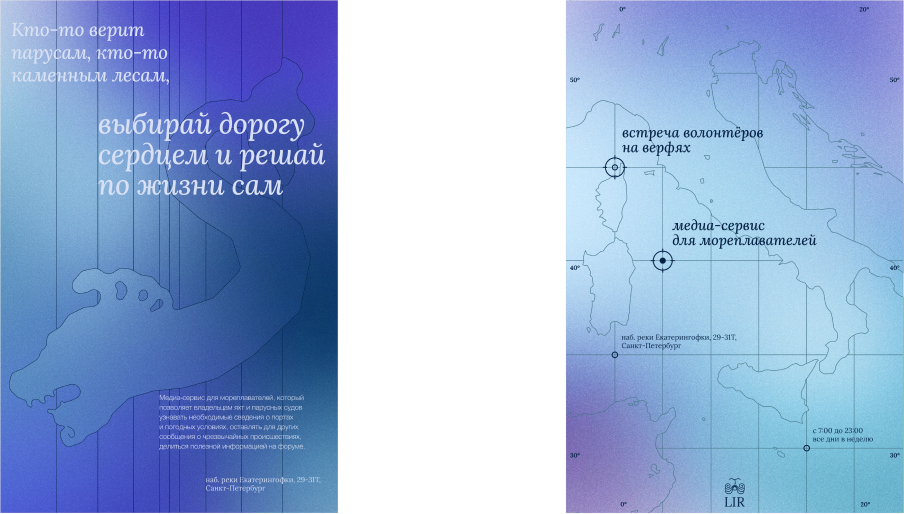 Кто-то верит
парусам, кто-то
каменным лесам,
выбирай дорогу
сердцем и решай
по жизни сам
Медиа-сервис для мореплавателей, который
позволяет владельцам яхт и парусных судов
узнавать необходимые сведения о портах
и погодных условиях, оставлять для других
сообщения о чрезвычайных происшествиях,
делиться полезной информацией на форуме.
наб. реки Екатерингофки, 29-31Т,
Санкт-Петербург
0° 20°
50° 50°
встреча волонтёров
на верфях
медиа-сервис
для мореплавателей
40° 40°
наб. реки Екатерингофки, 29-31Т,
Санкт-Петербург
с 7:00 до 23:00
все дни в неделю
30° 30°
0° 20°
LIR